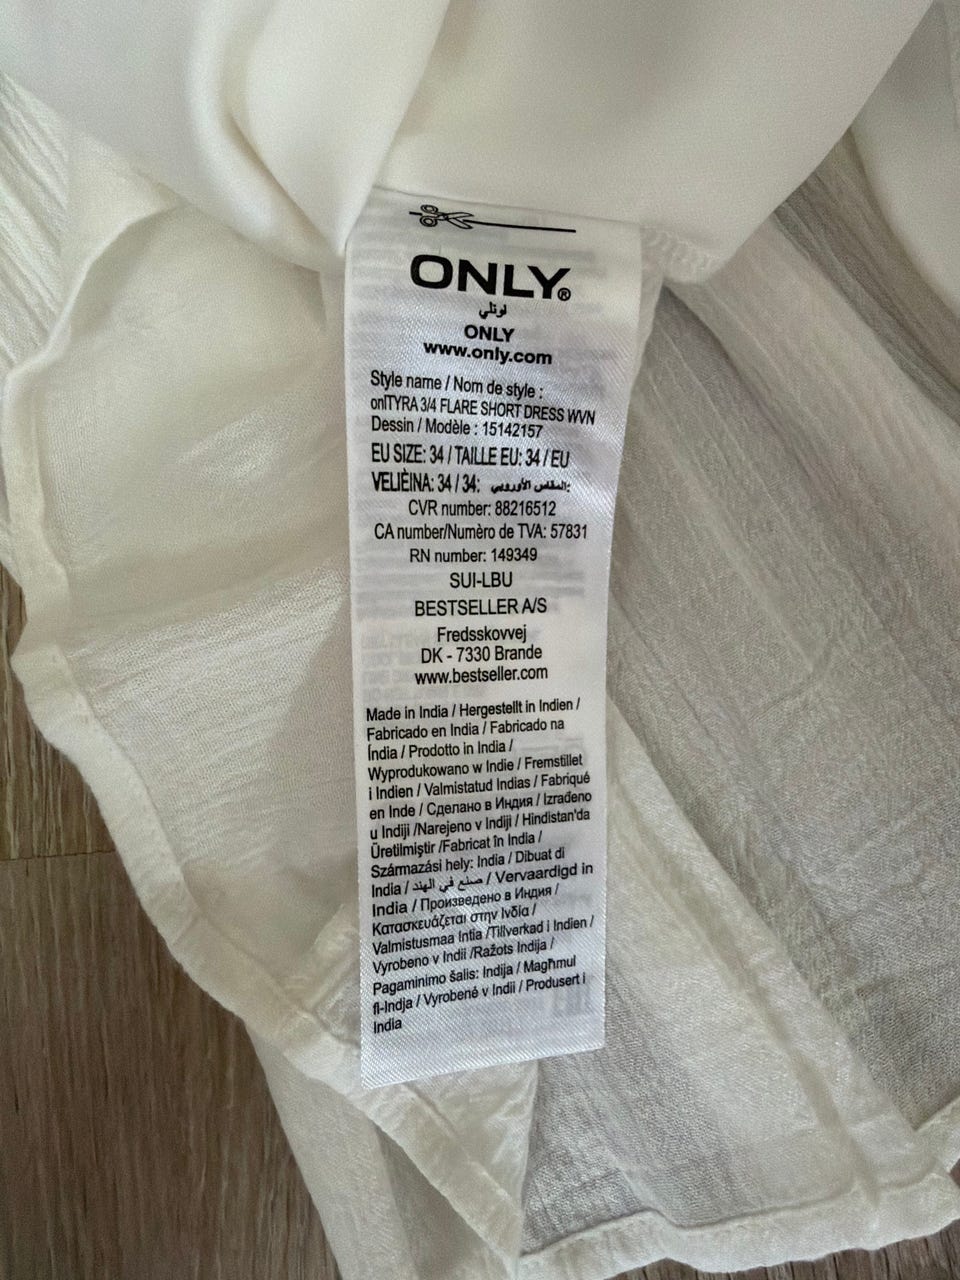 ONLY®
لونلي
ONLY
www.only.com
Style name / Nom de style :
onlTYRA 3/4 FLARE SHORT DRESS WVN
Dessin / Modèle : 15142157
EU SIZE: 34 / TAILLE EU: 34 / EU
VELIÈINA: 34 / 34: المقاس الأوروبي:
CVR number: 88216512
CA number/Numèro de TVA: 57831
RN number: 149349
SUI-LBU
BESTSELLER A/S
Fredsskovvej
DK - 7330 Brande
www.bestseller.com
Made in India / Hergestellt in Indien /
Fabricado en India / Fabricado na
Índia / Prodotto in India /
Wyprodukowano w Indie / Fremstillet
i Indien / Valmistatud Indias / Fabriqué
en Inde / Сделано в Индия / Izrađeno
u Indiji /Narejeno v Indiji / Hindistan'da
Üretilmiştir /Fabricat în India /
Származási hely: India / Dibuat di
India / صنع في الهند / Vervaardigd in
India / Произведено в Индия /
Κατασκευάζεται στην Ινδία /
Valmistusmaa Intia /Tillverkad i Indien /
Vyrobeno v Indii /Ražots Indija /
Pagaminimo šalis: Indija / Magħmul
fl-Indja / Vyrobené v Indii / Produsert i
India